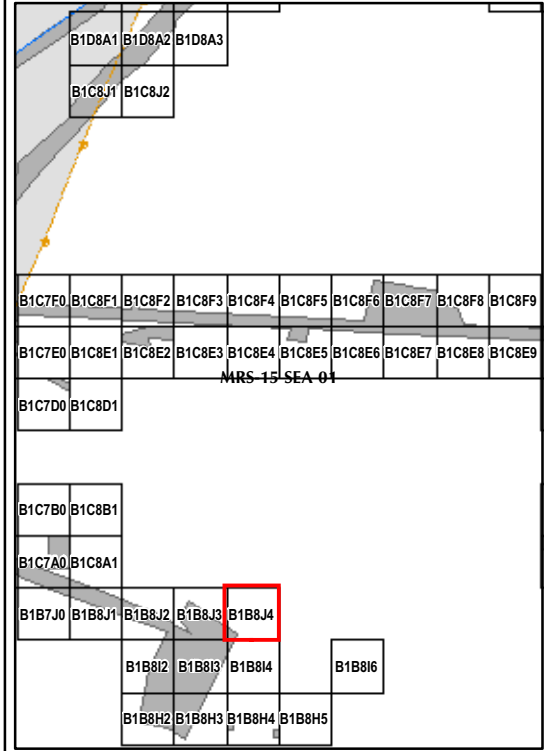 B1D8A1 B1D8A2 B1D8A3
B1C8J1 B1C8J2
B1C7F0 B1C8F1 B1C8F2 B1C8F3 B1C8F4 B1C8F5 B1C8F6 B1C8F7 B1C8F8 B1C8F9
B1C7E0 B1C8E1 B1C8E2 B1C8E3 B1C8E4 B1C8E5 B1C8E6 B1C8E7 B1C8E8 B1C8E9
MRS-15 SEA 01
B1C7D0 B1C8D1
B1C7B0 B1C8B1
B1C7A0 B1C8A1
B1B7J0 B1B8J1 B1B8J2 B1B8J3 B1B8J4
B1B8I2 B1B8I3 B1B8I4 B1B8I6
B1B8H2 B1B8H3 B1B8H4 B1B8H5